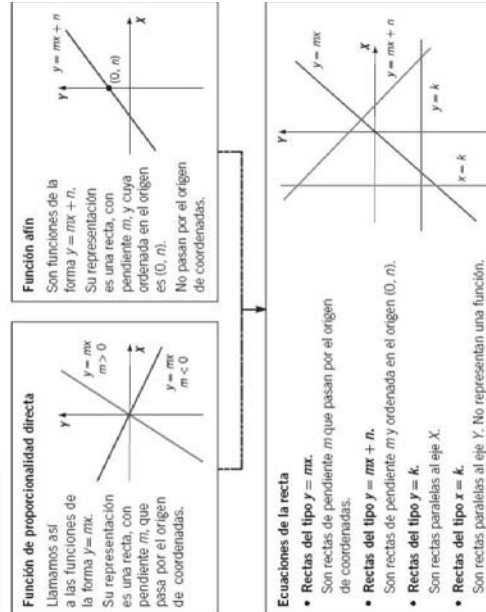 Función de proporcionalidad directa
Llamamos así
a las funciones de
la forma y = mx.
Su representación
es una recta, con
pendiente m, que
pasa por el origen
de coordenadas.
Y
y = mx
m > 0
X
y = mx
m < 0
Función afín
Son funciones de la
forma y = mx + n.
Su representación
es una recta, con
pendiente m, y cuya
ordenada en el origen
es (0, n).
No pasan por el origen
de coordenadas.
Y
y = mx + n
(0, n)
X
Ecuaciones de la recta
• Rectas del tipo y = mx.
Son rectas de pendiente m que pasan por el origen
de coordenadas.
• Rectas del tipo y = mx + n.
Son rectas de pendiente m y ordenada en el origen (0, n).
• Rectas del tipo y = k.
Son rectas paralelas al eje X.
• Rectas del tipo x = k.
Son rectas paralelas al eje Y. No representan una función.
Y
y = mx
X
y = mx + n
y = k
x = k